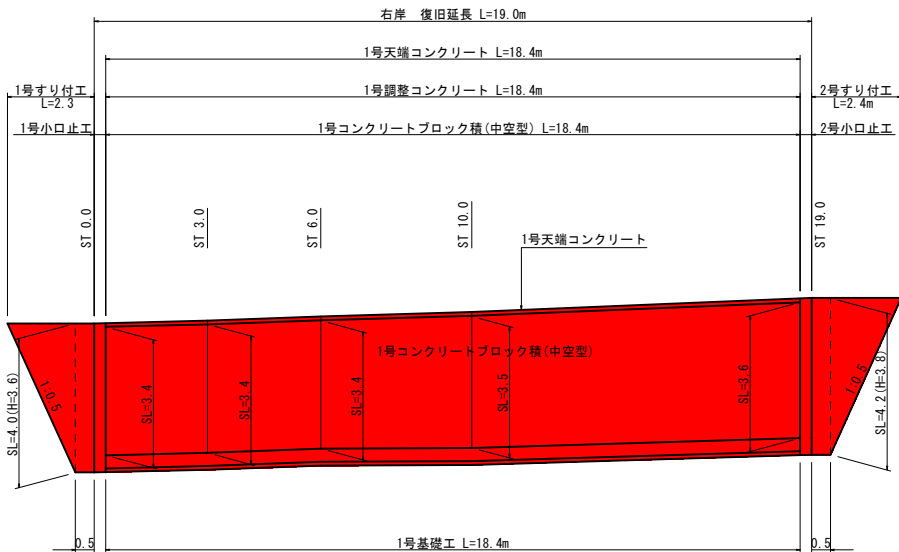 右�　復旧延長 L=19.0m
1号天端コンクリート L=18.4m
1号すり付工
L=2.3
1号調整コンクリート L=18.4m
2号すり付工
L=2.4m
1号小口止工
1号コンクリートブロック積(中空型) L=18.4m
2号小口止工
ST 0.0
ST 3.0
ST 6.0
ST 10.0
ST 19.0
1号天端コンクリート
1号コンクリートブロック積(中空型)
SL=4.0(H=3.6)
1:0.5
SL=3.4
SL=3.4
SL=3.4
SL=3.5
SL=3.6
1:0.5
SL=4.2(H=3.8)
0.5
1号基礎工 L=18.4m
0.5